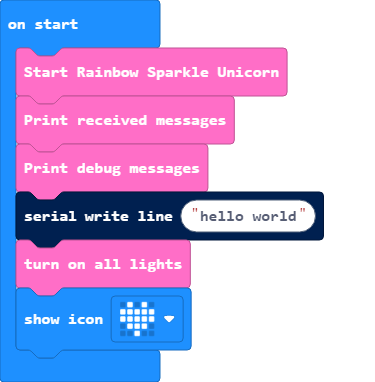 on start
Start Rainbow Sparkle Unicorn
Print received messages
Print debug messages
serial write line "hello world"
turn on all lights
show icon